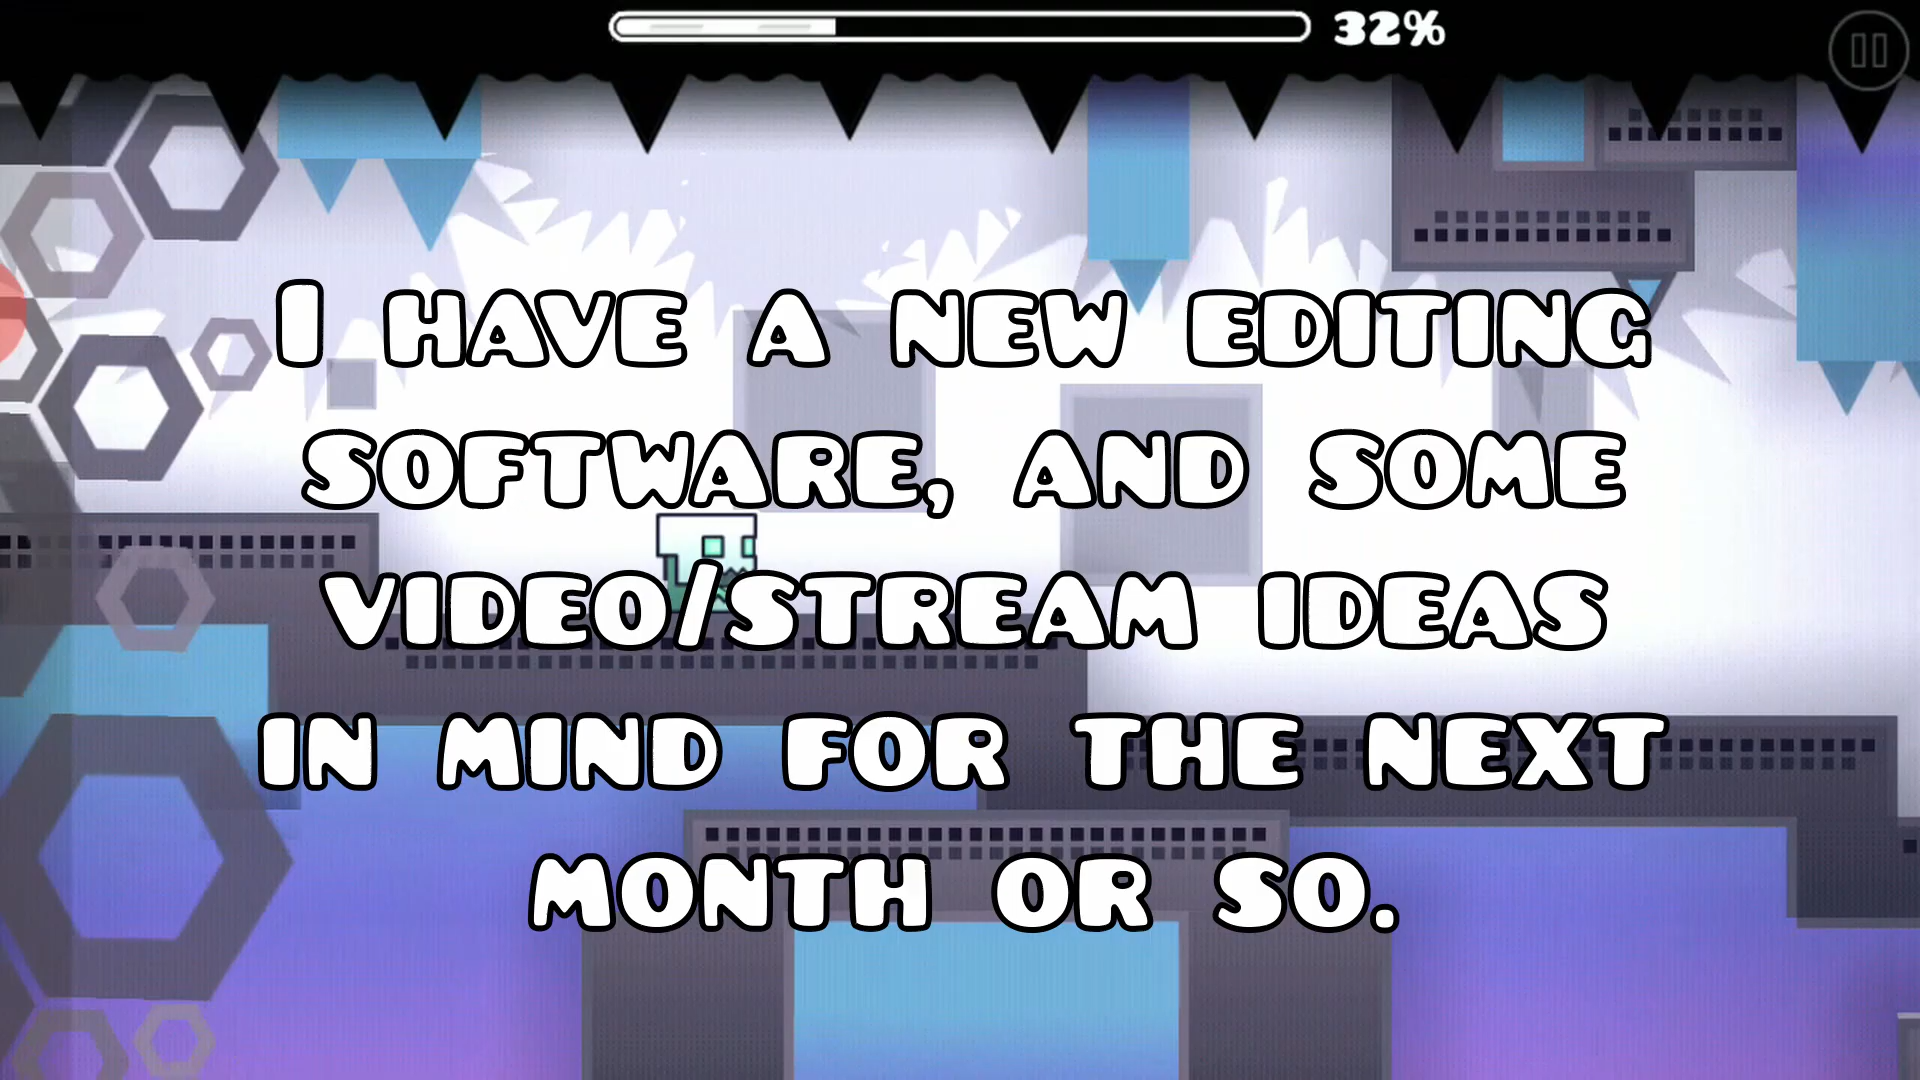 32%
I HAVE A NEW EDITING
SOFTWARE, AND SOME
VIDEO/STREAM IDEAS
IN MIND FOR THE NEXT
MONTH OR SO.